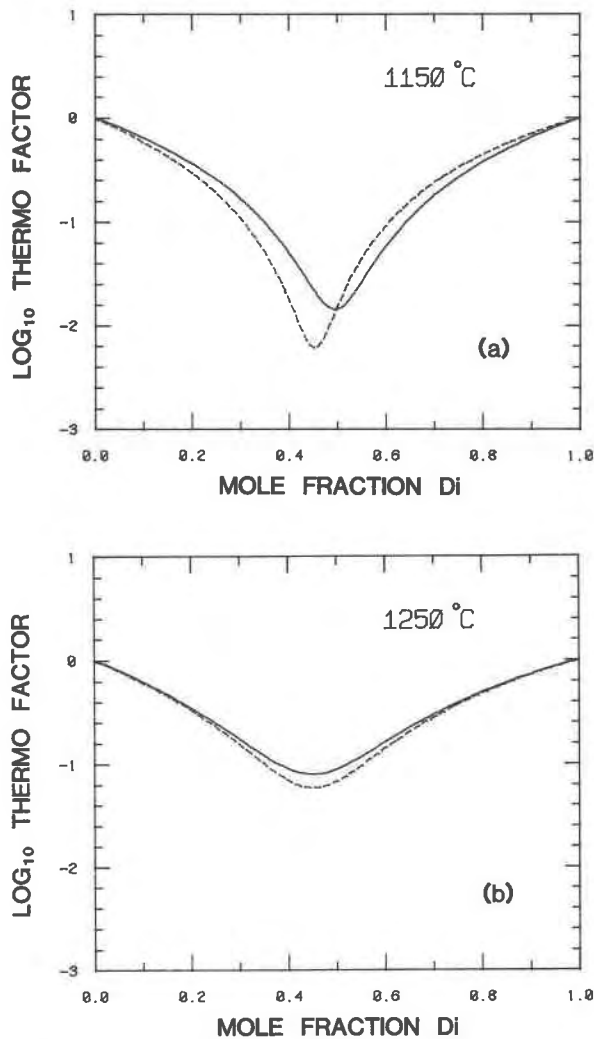 1
0
-1
-2
-3
LOG₁₀ THERMO FACTOR
1150 °C
(a)
0.0 0.2 0.4 0.6 0.8 1.0
MOLE FRACTION Di
1
0
-1
-2
-3
LOG₁₀ THERMO FACTOR
1250 °C
(b)
0.0 0.2 0.4 0.6 0.8 1.0
MOLE FRACTION Di